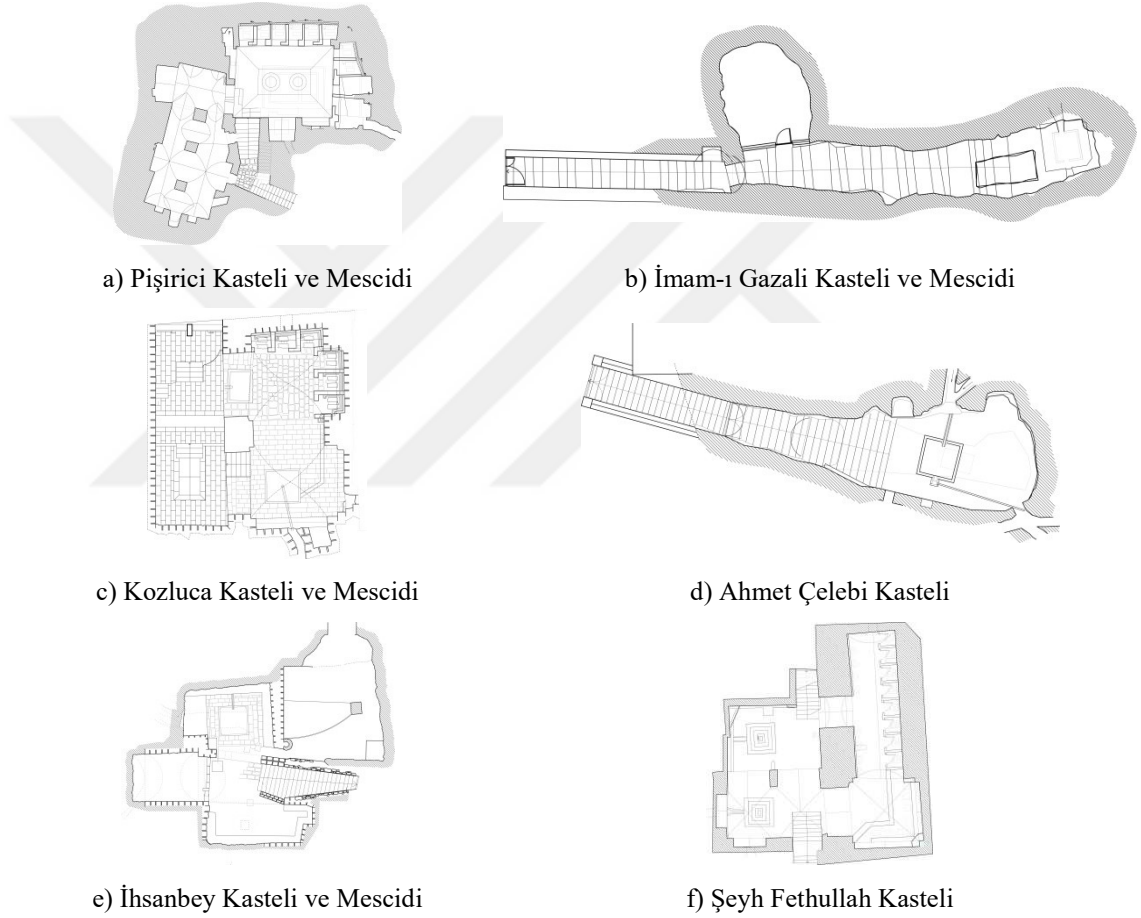 a) Pişirici Kasteli ve Mescidi
b) İmam-ı Gazali Kasteli ve Mescidi
c) Kozluca Kasteli ve Mescidi
d) Ahmet Çelebi Kasteli
e) İhsanbey Kasteli ve Mescidi
f) Şeyh Fethullah Kasteli